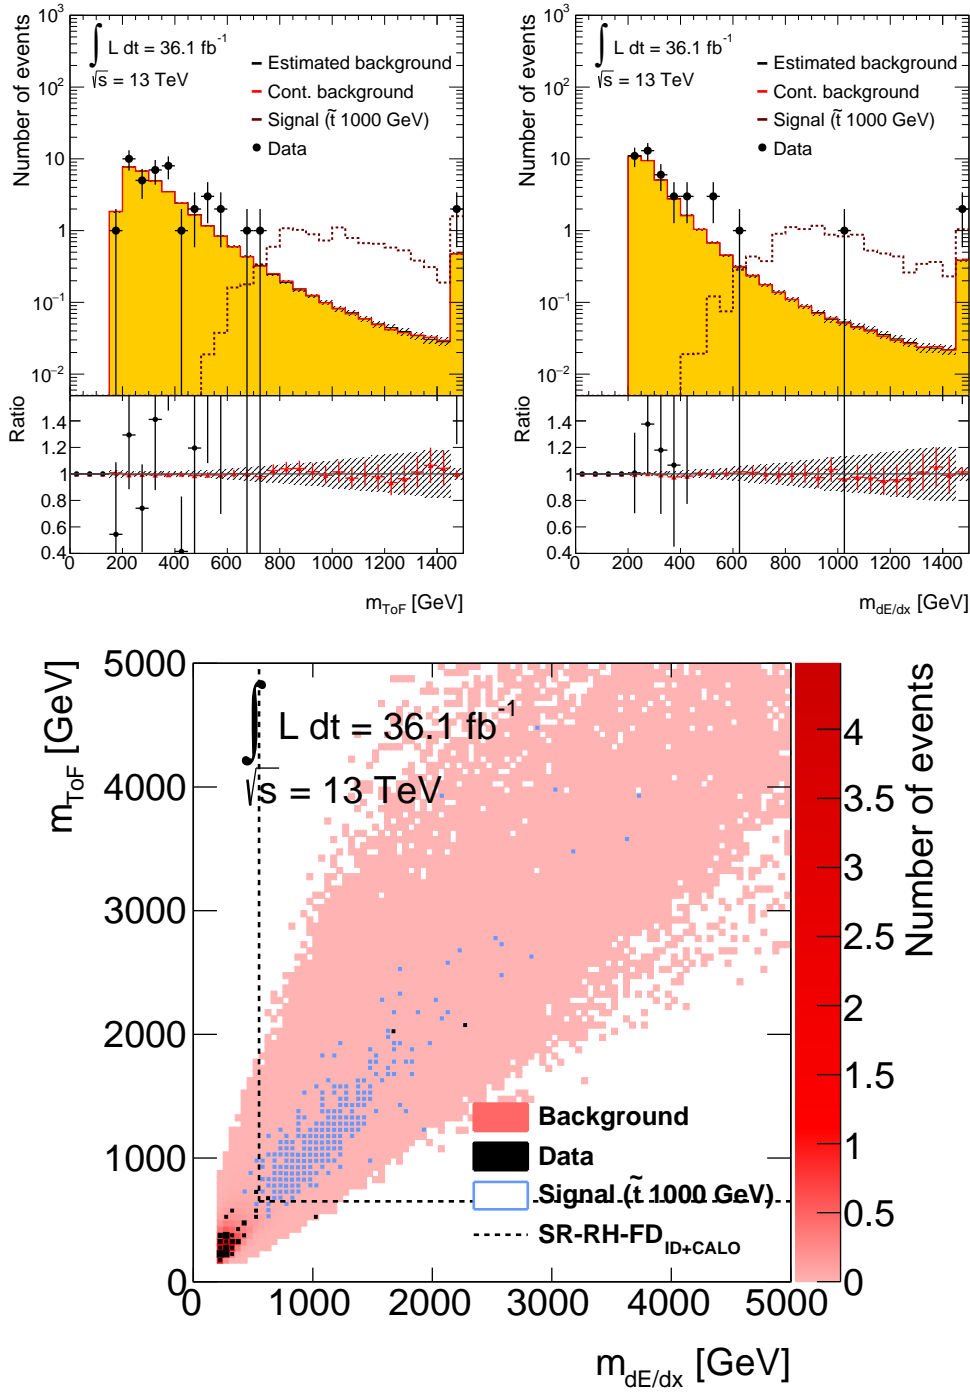 Number of events
10³
10²
10
1
10⁻¹
10⁻²
∫ L dt = 36.1 fb⁻¹
√s = 13 TeV
Estimated background
Cont. background
Signal (t̃ 1000 GeV)
Data
Ratio
1.4
1.2
1
0.8
0.6
0.4
0 200 400 600 800 1000 1200 1400
m_ToF [GeV]
Number of events
10³
10²
10
1
10⁻¹
10⁻²
∫ L dt = 36.1 fb⁻¹
√s = 13 TeV
Estimated background
Cont. background
Signal (t̃ 1000 GeV)
Data
Ratio
1.4
1.2
1
0.8
0.6
0.4
0 200 400 600 800 1000 1200 1400
m_dE/dx [GeV]
m_ToF [GeV]
5000
4000
3000
2000
1000
0
∫ L dt = 36.1 fb⁻¹
√s = 13 TeV
Background
Data
Signal (t̃ 1000 GeV)
SR-RH-FD_ID+CALO
0 1000 2000 3000 4000 5000
m_dE/dx [GeV]
Number of events
4
3.5
3
2.5
2
1.5
1
0.5
0